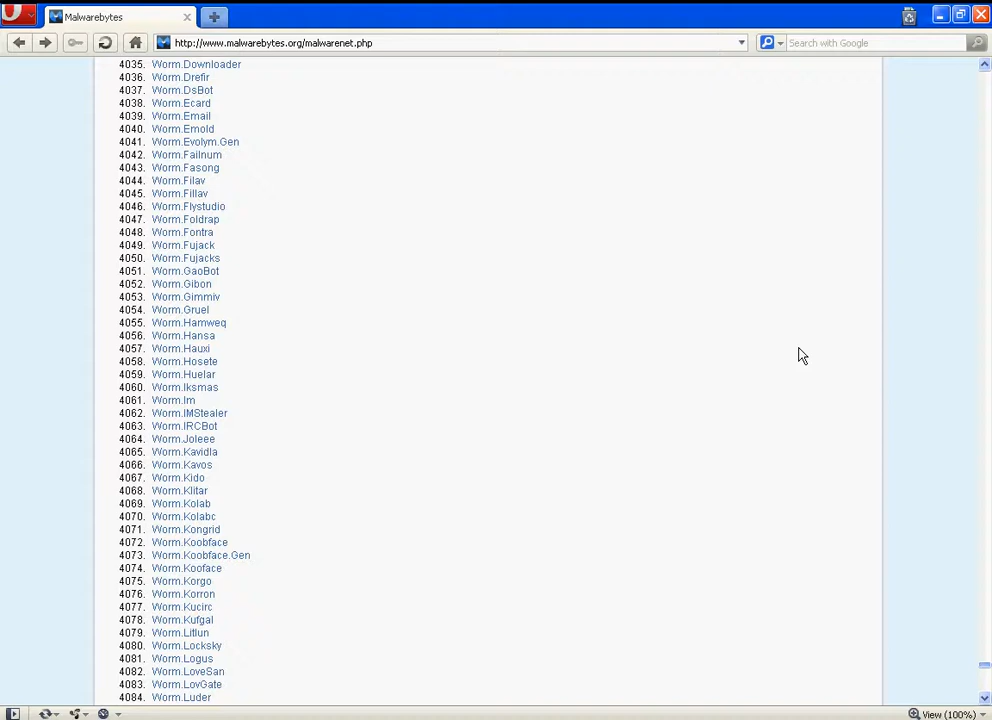 Malwarebytes
http://www.malwarebytes.org/malwarenet.php
Search with Google
4035. Worm.Downloader
4036. Worm.Drefir
4037. Worm.DsBot
4038. Worm.Ecard
4039. Worm.Email
4040. Worm.Emold
4041. Worm.Evolym.Gen
4042. Worm.Failnum
4043. Worm.Fasong
4044. Worm.Filav
4045. Worm.Fillav
4046. Worm.Flystudio
4047. Worm.Foldrap
4048. Worm.Fontra
4049. Worm.Fujack
4050. Worm.Fujacks
4051. Worm.GaoBot
4052. Worm.Gibon
4053. Worm.Gimmiv
4054. Worm.Gruel
4055. Worm.Hamweq
4056. Worm.Hansa
4057. Worm.Hauxi
4058. Worm.Hosete
4059. Worm.Huelar
4060. Worm.Iksmas
4061. Worm.Im
4062. Worm.IMStealer
4063. Worm.IRCBot
4064. Worm.Joleee
4065. Worm.Kavidla
4066. Worm.Kavos
4067. Worm.Kido
4068. Worm.Klitar
4069. Worm.Kolab
4070. Worm.Kolabc
4071. Worm.Kongrid
4072. Worm.Koobface
4073. Worm.Koobface.Gen
4074. Worm.Kooface
4075. Worm.Korgo
4076. Worm.Korron
4077. Worm.Kucirc
4078. Worm.Kufgal
4079. Worm.Litlun
4080. Worm.Locksky
4081. Worm.Logus
4082. Worm.LoveSan
4083. Worm.LovGate
4084. Worm.Luder
View (100%)